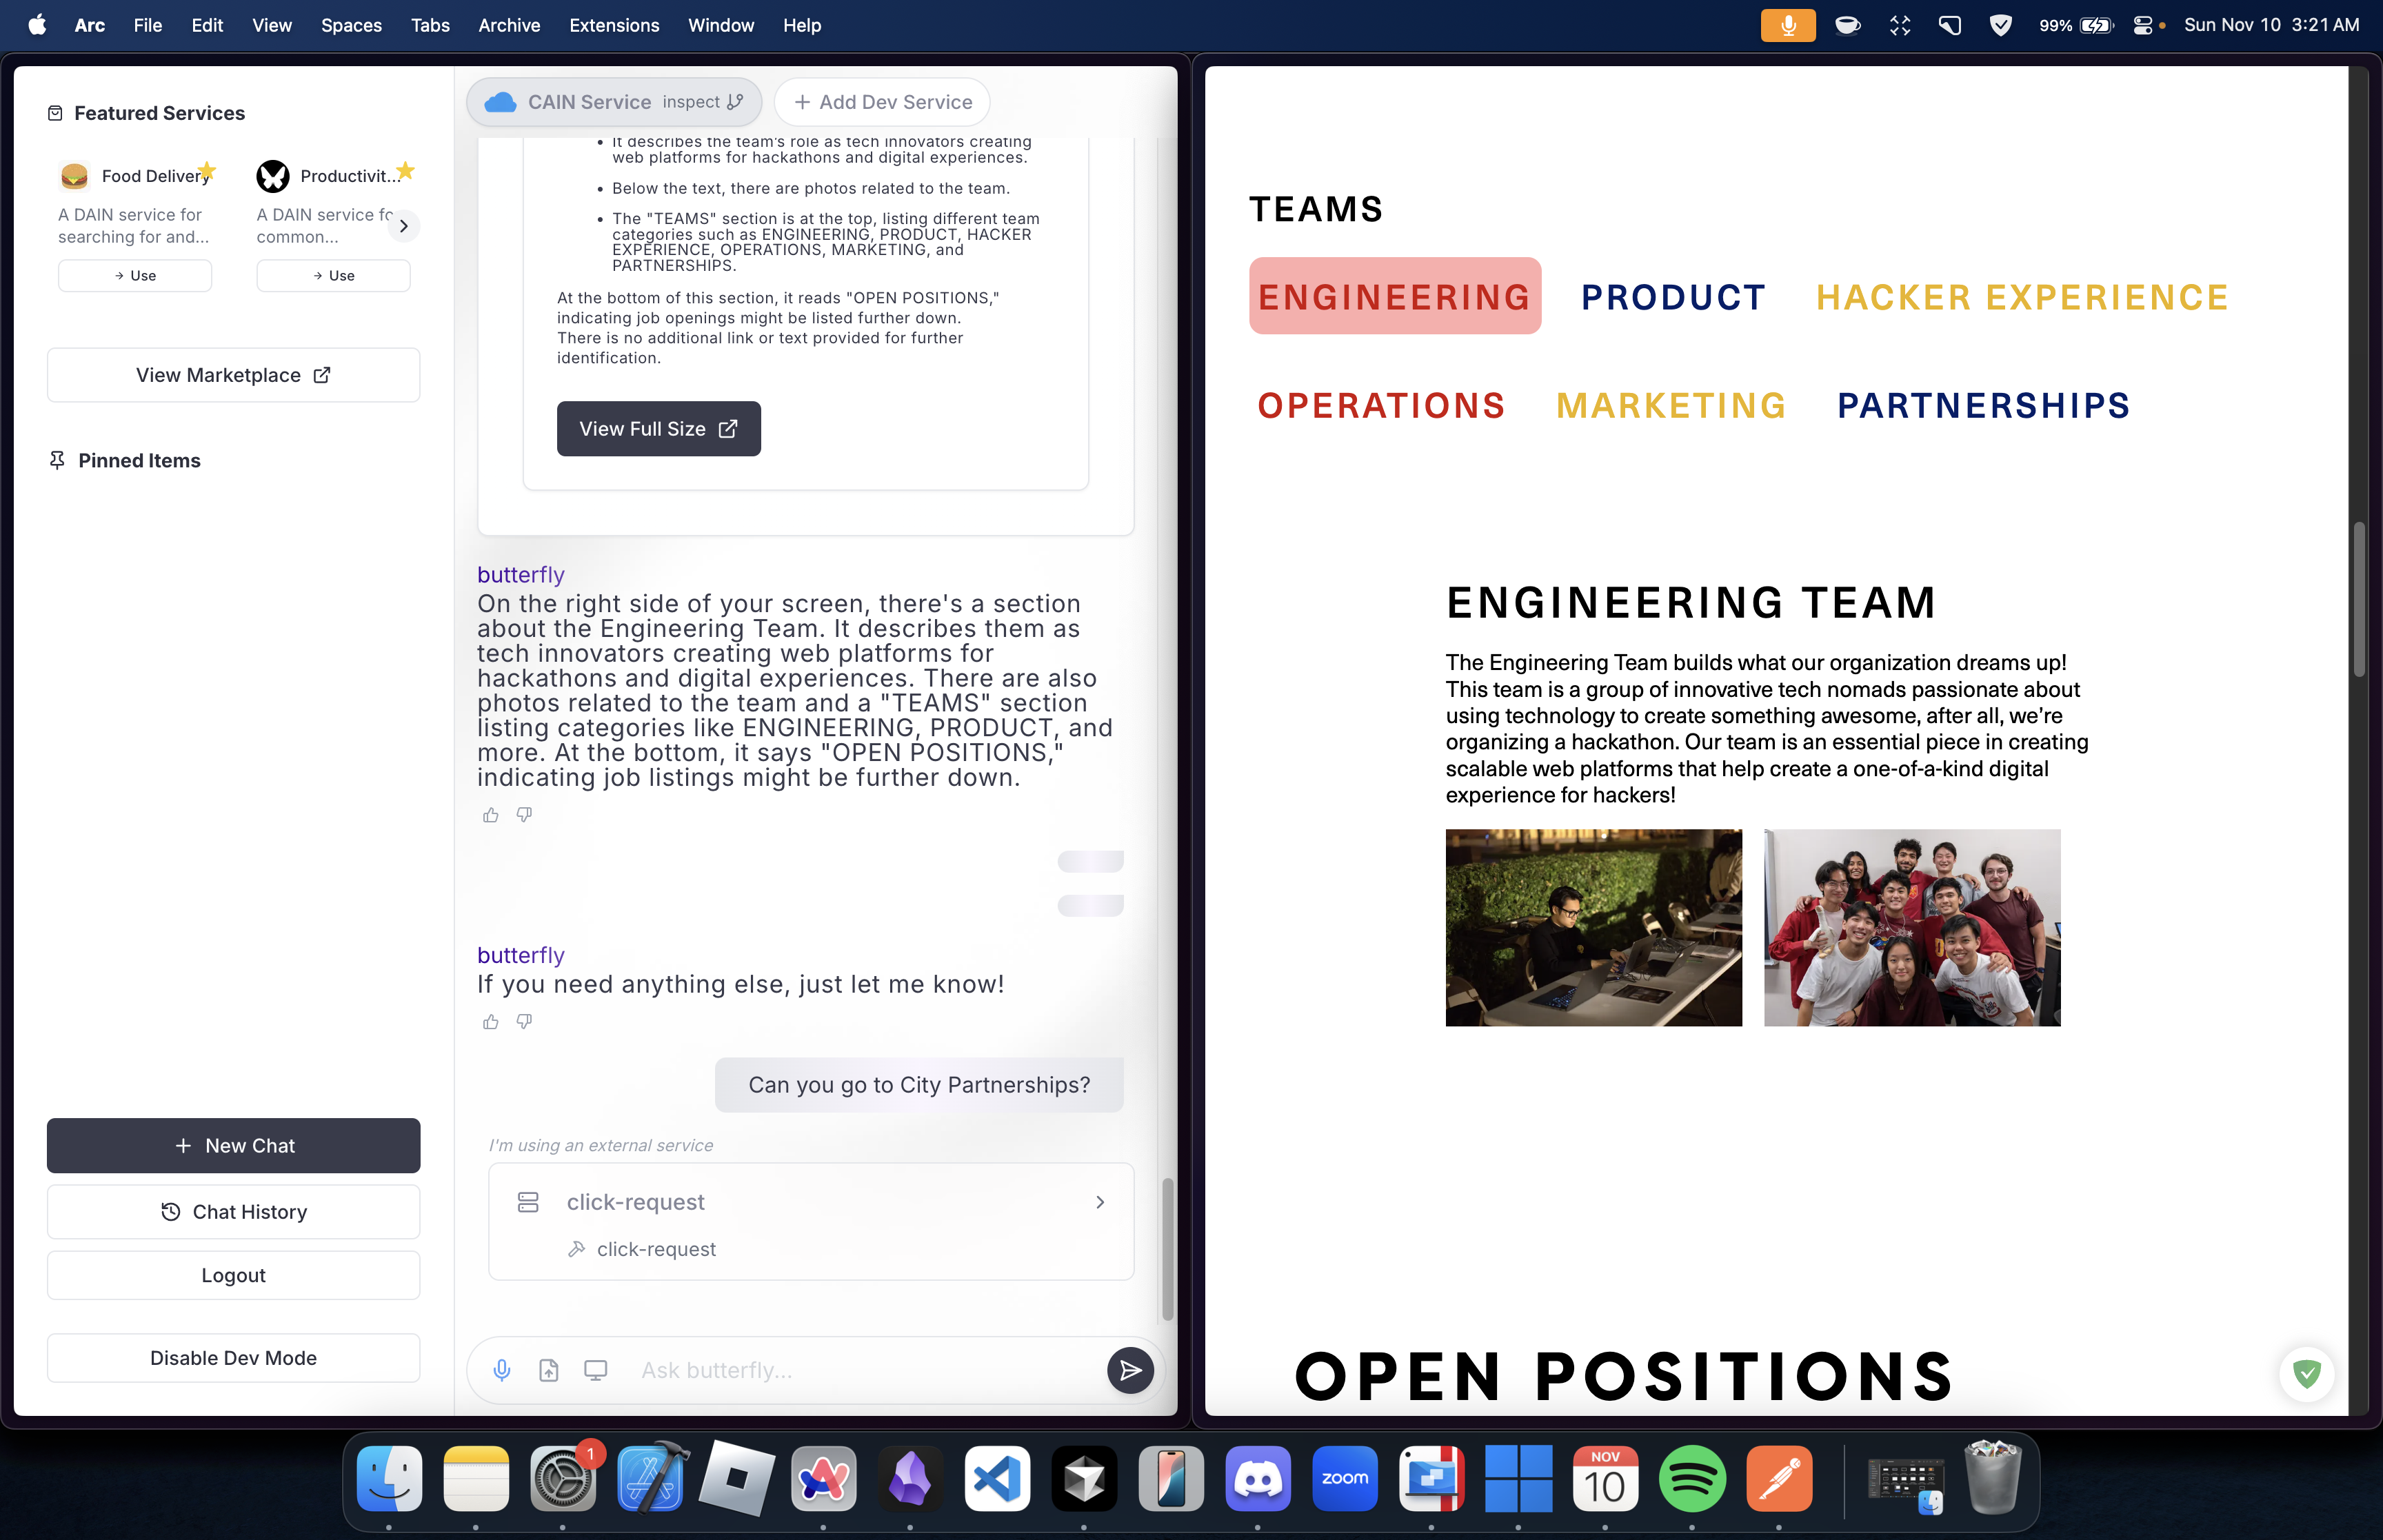 Arc File Edit View Spaces Tabs Archive Extensions Window Help
99%
Sun Nov 10 3:21 AM
Featured Services
Food Delivery
A DAIN service for
searching for and...
→ Use
Productivit...
A DAIN service fo
common...
→ Use
View Marketplace
Pinned Items
+ New Chat
Chat History
Logout
Disable Dev Mode
CAIN Service inspect
+ Add Dev Service
• It describes the team's role as tech innovators creating
web platforms for hackathons and digital experiences.
• Below the text, there are photos related to the team.
• The "TEAMS" section is at the top, listing different team
categories such as ENGINEERING, PRODUCT, HACKER
EXPERIENCE, OPERATIONS, MARKETING, and
PARTNERSHIPS.
At the bottom of this section, it reads "OPEN POSITIONS,"
indicating job openings might be listed further down.
There is no additional link or text provided for further
identification.
View Full Size
butterfly
On the right side of your screen, there's a section
about the Engineering Team. It describes them as
tech innovators creating web platforms for
hackathons and digital experiences. There are also
photos related to the team and a "TEAMS" section
listing categories like ENGINEERING, PRODUCT, and
more. At the bottom, it says "OPEN POSITIONS,"
indicating job listings might be further down.
butterfly
If you need anything else, just let me know!
Can you go to City Partnerships?
I'm using an external service
click-request
click-request
Ask butterfly...
TEAMS
ENGINEERING PRODUCT HACKER EXPERIENCE
OPERATIONS MARKETING PARTNERSHIPS
ENGINEERING TEAM
The Engineering Team builds what our organization dreams up!
This team is a group of innovative tech nomads passionate about
using technology to create something awesome, after all, we’re
organizing a hackathon. Our team is an essential piece in creating
scalable web platforms that help create a one-of-a-kind digital
experience for hackers!
OPEN POSITIONS
1
zoom
NOV
10